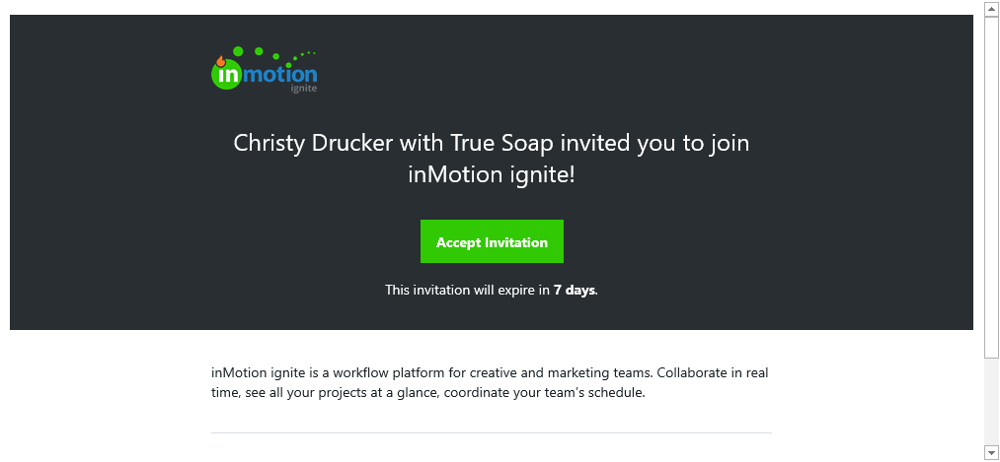 inmotion
ignite
Christy Drucker with True Soap invited you to join
inMotion ignite!
Accept Invitation
This invitation will expire in 7 days.
inMotion ignite is a workflow platform for creative and marketing teams. Collaborate in real
time, see all your projects at a glance, coordinate your team’s schedule.